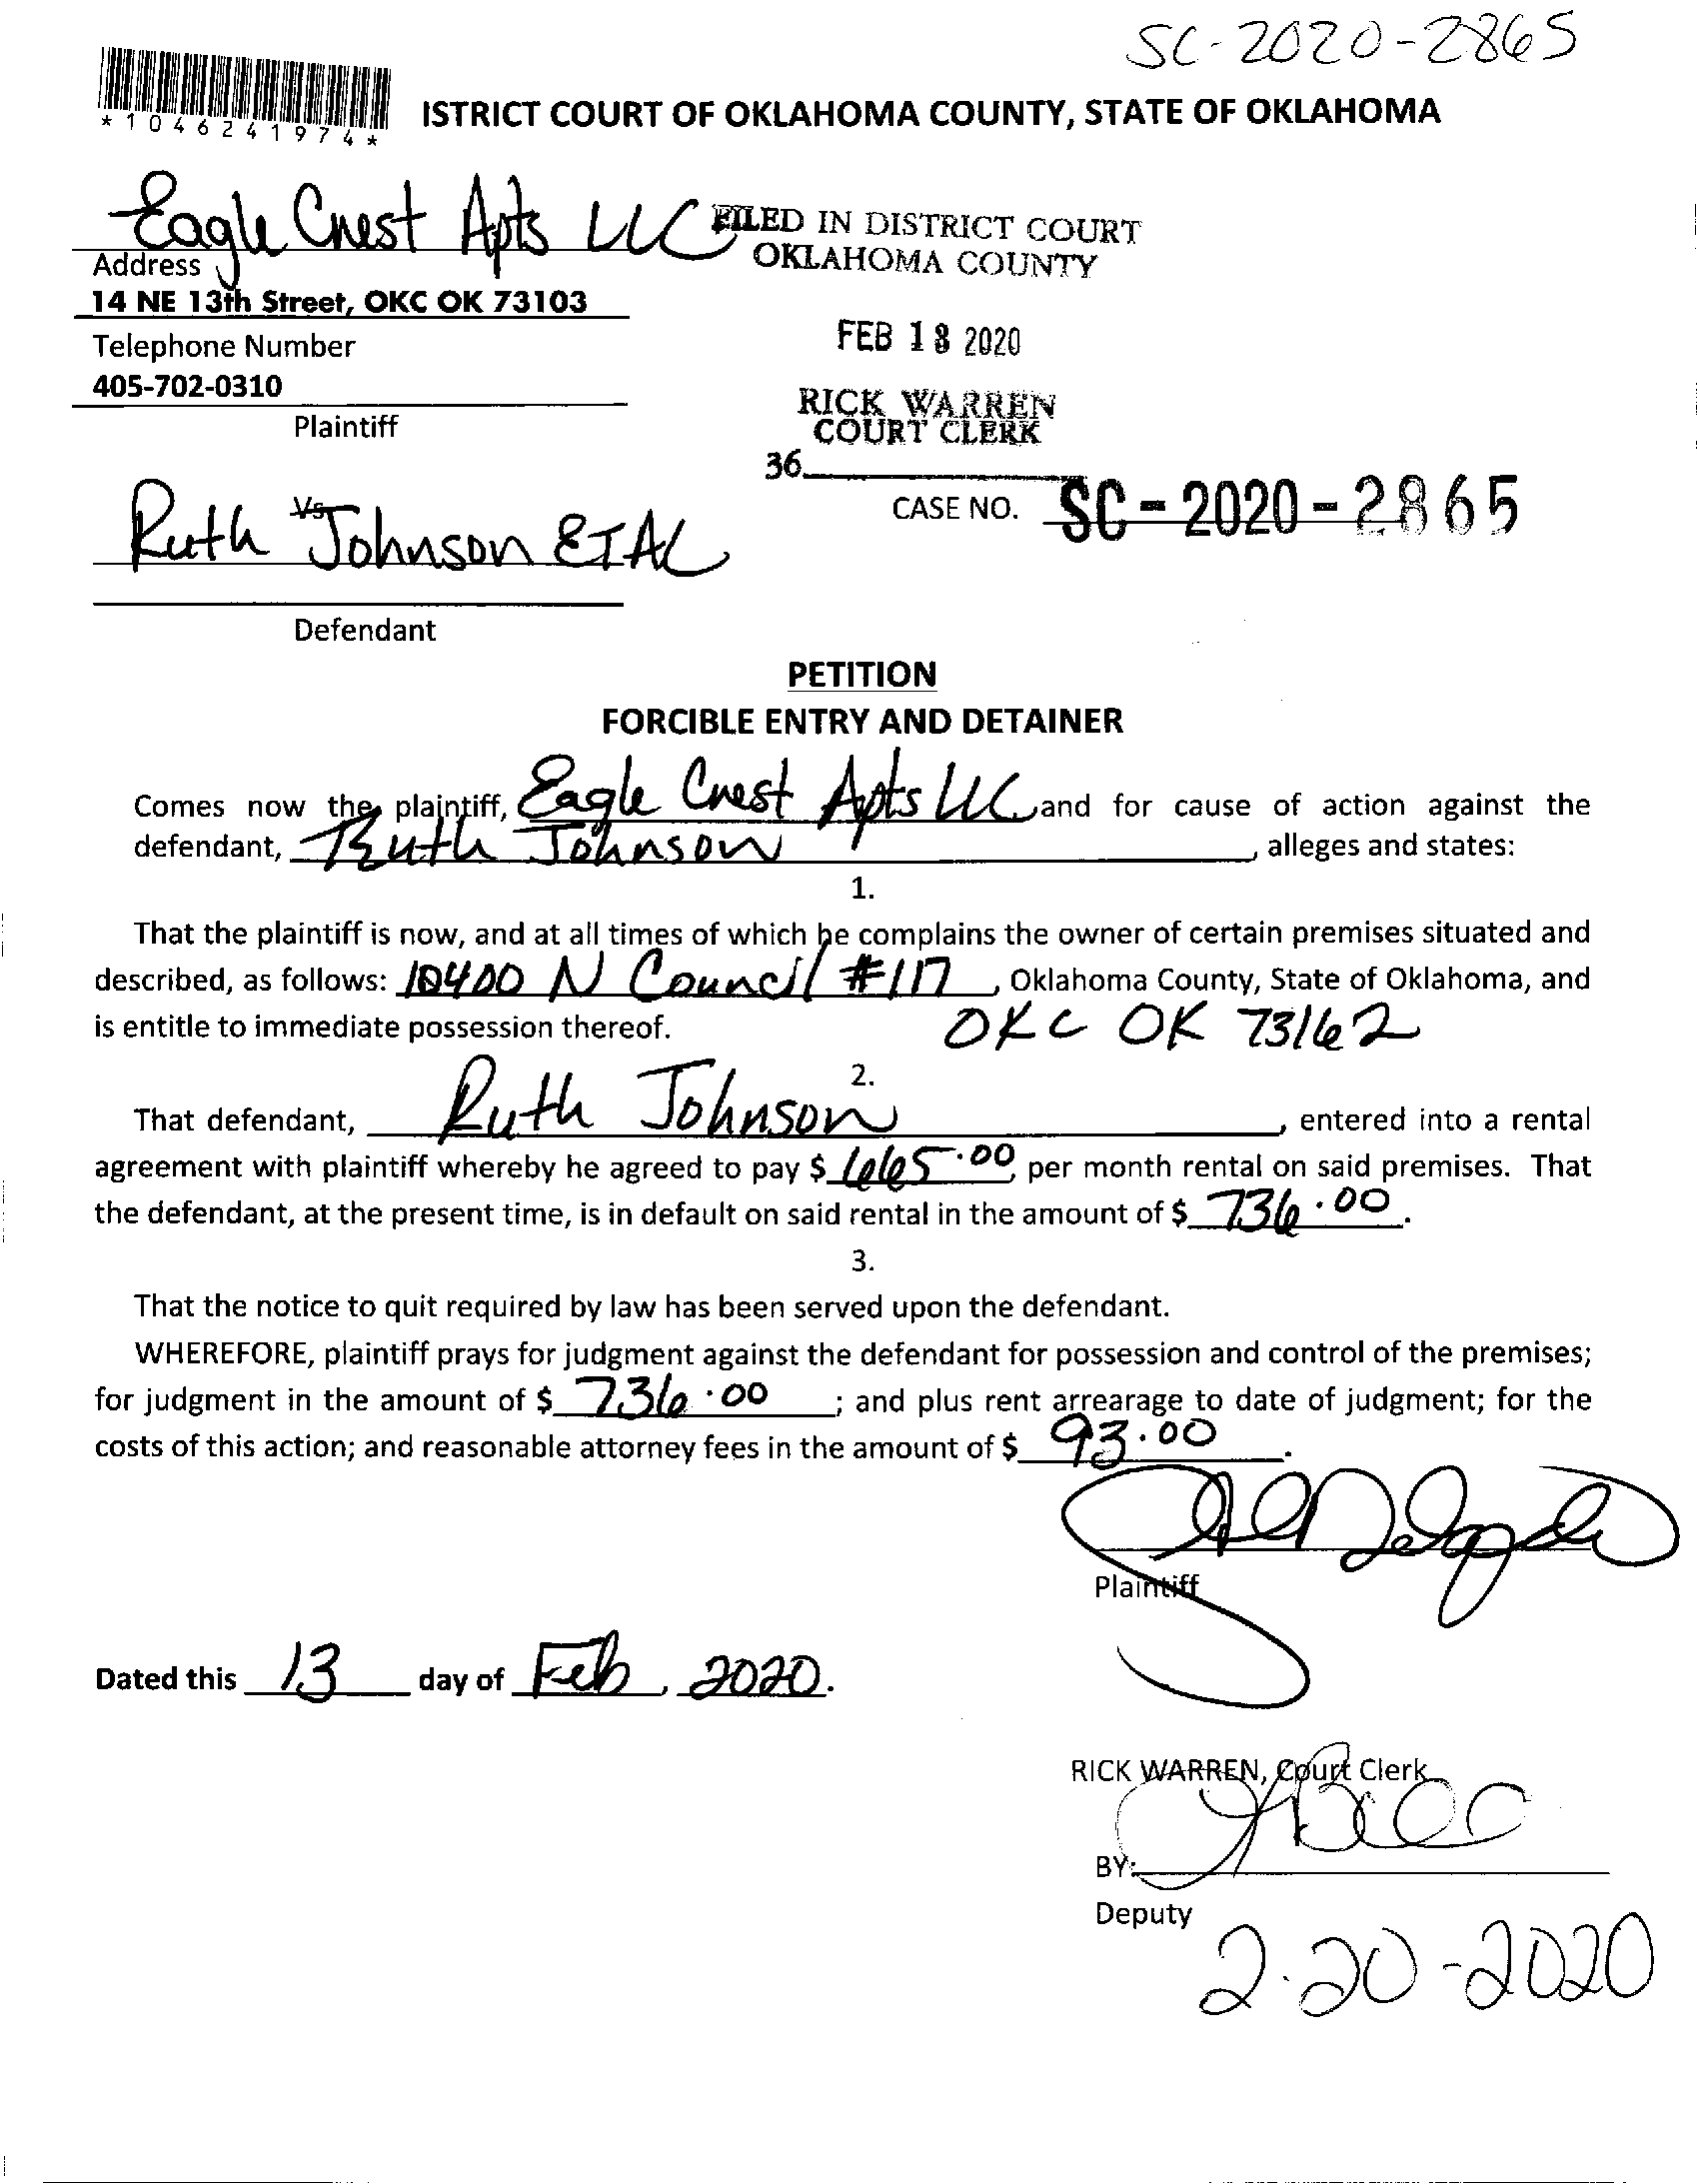 SC-2020-2865
*1046241974*
ISTRICT COURT OF OKLAHOMA COUNTY, STATE OF OKLAHOMA
Eagle Crest Apts LLC
FILED IN DISTRICT COURT
OKLAHOMA COUNTY
Address
14 NE 13th Street, OKC OK 73103
Telephone Number
FEB 18 2020
405-702-0310
RICK WARREN
COURT CLERK
Plaintiff
36
Vs
CASE NO. SC-2020-2865
Ruth Johnson ETAL
Defendant
PETITION
FORCIBLE ENTRY AND DETAINER
Comes now the plaintiff, Eagle Crest Apts LLC and for cause of action against the
defendant, Ruth Johnson, alleges and states:
1.
That the plaintiff is now, and at all times of which he complains the owner of certain premises situated and
described, as follows: 10400 N Council #117, Oklahoma County, State of Oklahoma, and
is entitle to immediate possession thereof. OKC OK 73162
2.
That defendant, Ruth Johnson, entered into a rental
agreement with plaintiff whereby he agreed to pay $ 665.00, per month rental on said premises. That
the defendant, at the present time, is in default on said rental in the amount of $ 736.00.
3.
That the notice to quit required by law has been served upon the defendant.
WHEREFORE, plaintiff prays for judgment against the defendant for possession and control of the premises;
for judgment in the amount of $ 736.00; and plus rent arrearage to date of judgment; for the
costs of this action; and reasonable attorney fees in the amount of $ 93.00.
Plaintiff
Dated this 13 day of Feb, 2020.
RICK WARREN, Court Clerk
BY:
Deputy
2-20-2020